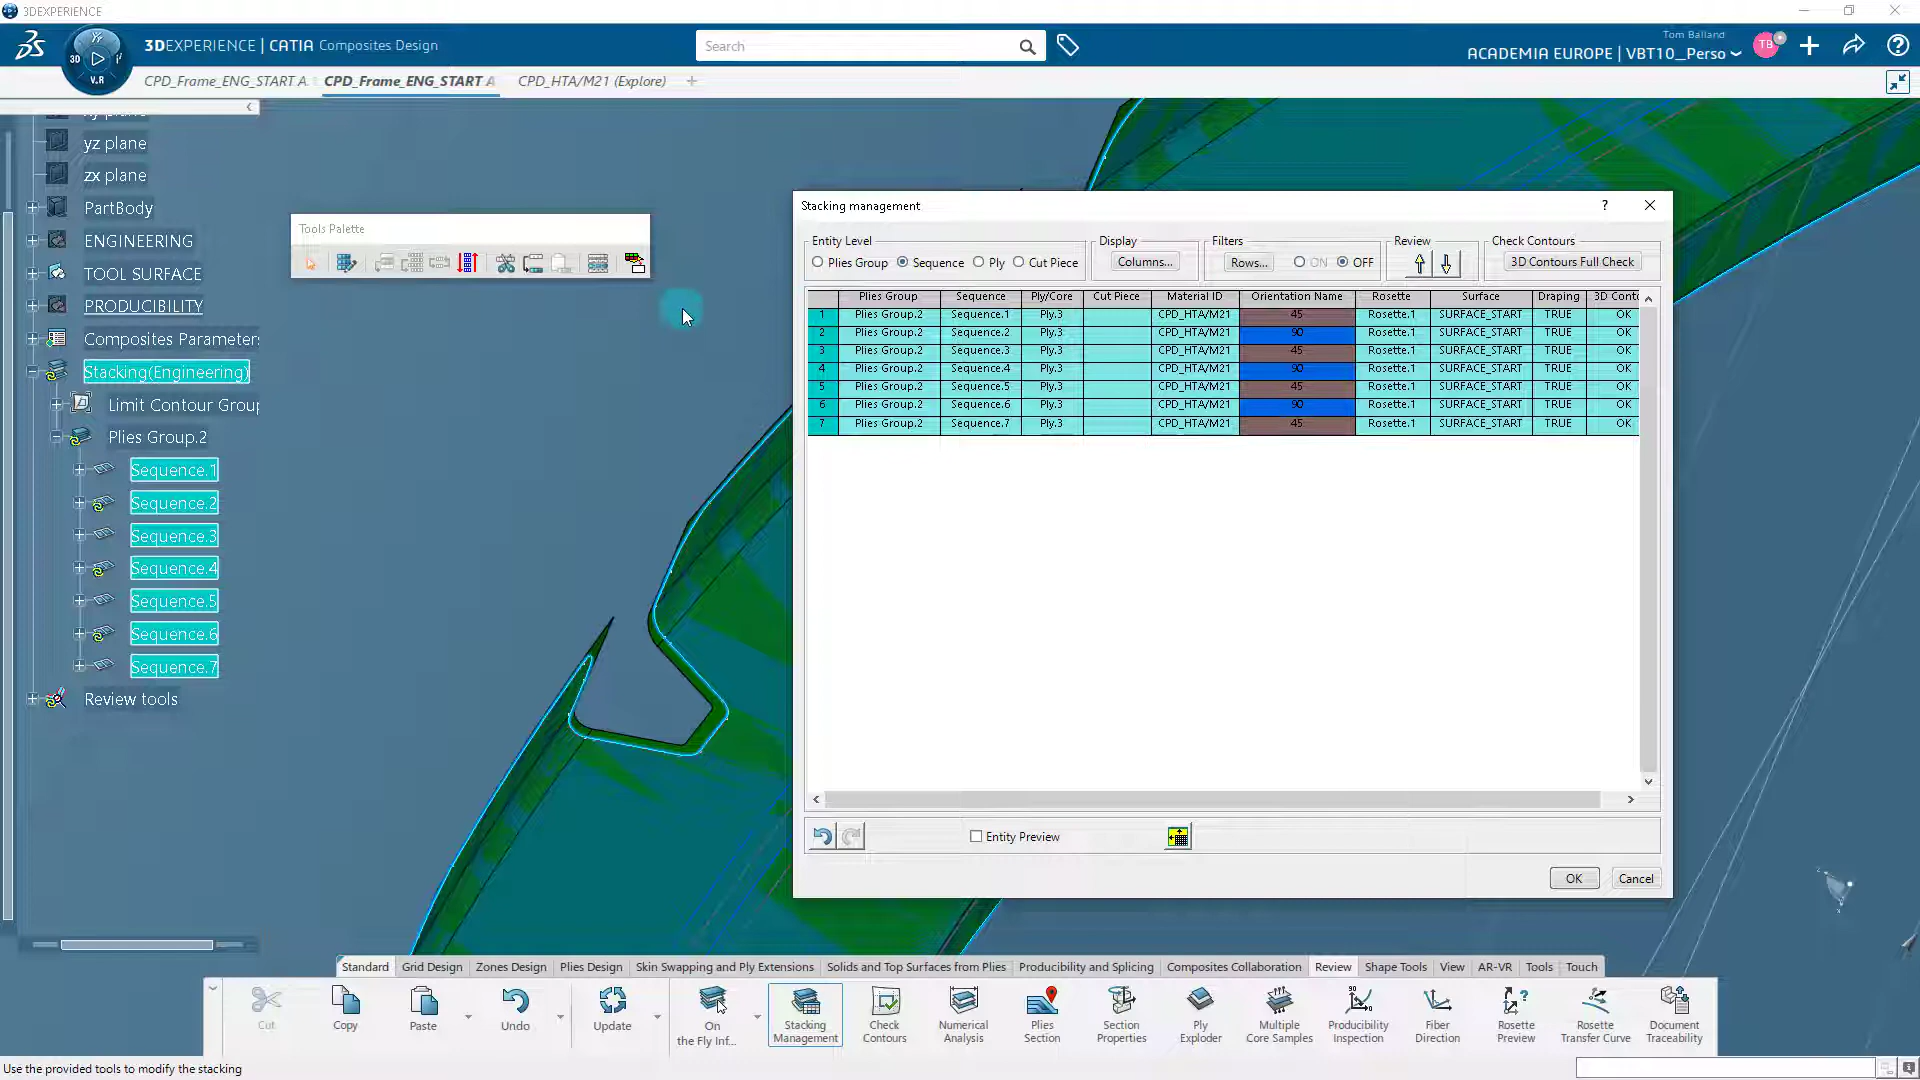 3DEXPERIENCE
3DEXPERIENCE | CATIA Composites Design
3D
V.R
Search
Tom Balland
ACADEMIA EUROPE | VBT10__Perso
TB
CPD_Frame_ENG_START A.
CPD_Frame_ENG_START A
CPD_HTA/M21 (Explore)
xy plane
yz plane
zx plane
PartBody
ENGINEERING
TOOL SURFACE
PRODUCIBILITY
Composites Parameters
Stacking(Engineering)
Limit Contour Group
Plies Group.2
Sequence.1
Sequence.2
Sequence.3
Sequence.4
Sequence.5
Sequence.6
Sequence.7
Review tools
Tools Palette
Stacking management
Entity Level
Display
Filters
Review
Check Contours
Plies Group
Sequence
Ply
Cut Piece
Columns...
Rows...
ON
OFF
3D Contours Full Check
Plies Group Sequence Ply/Core Cut Piece Material ID Orientation Name Rosette Surface Draping 3D Conto
1 Plies Group.2 Sequence.1 Ply.3 CPD_HTA/M21 45 Rosette.1 SURFACE_START TRUE OK
2 Plies Group.2 Sequence.2 Ply.3 CPD_HTA/M21 90 Rosette.1 SURFACE_START TRUE OK
3 Plies Group.2 Sequence.3 Ply.3 CPD_HTA/M21 45 Rosette.1 SURFACE_START TRUE OK
4 Plies Group.2 Sequence.4 Ply.3 CPD_HTA/M21 90 Rosette.1 SURFACE_START TRUE OK
5 Plies Group.2 Sequence.5 Ply.3 CPD_HTA/M21 45 Rosette.1 SURFACE_START TRUE OK
6 Plies Group.2 Sequence.6 Ply.3 CPD_HTA/M21 90 Rosette.1 SURFACE_START TRUE OK
7 Plies Group.2 Sequence.7 Ply.3 CPD_HTA/M21 45 Rosette.1 SURFACE_START TRUE OK
Entity Preview
OK
Cancel
Standard Grid Design Zones Design Plies Design Skin Swapping and Ply Extensions Solids and Top Surfaces from Plies Producibility and Splicing Composites Collaboration Review Shape Tools View AR-VR Tools Touch
Cut
Copy
Paste
Undo
Update
On
the Fly Inf...
Stacking
Management
Check
Contours
Numerical
Analysis
Plies
Section
Section
Properties
Ply
Exploder
Multiple
Core Samples
Producibility
Inspection
Fiber
Direction
Rosette
Preview
Rosette
Transfer Curve
Document
Traceability
Use the provided tools to modify the stacking